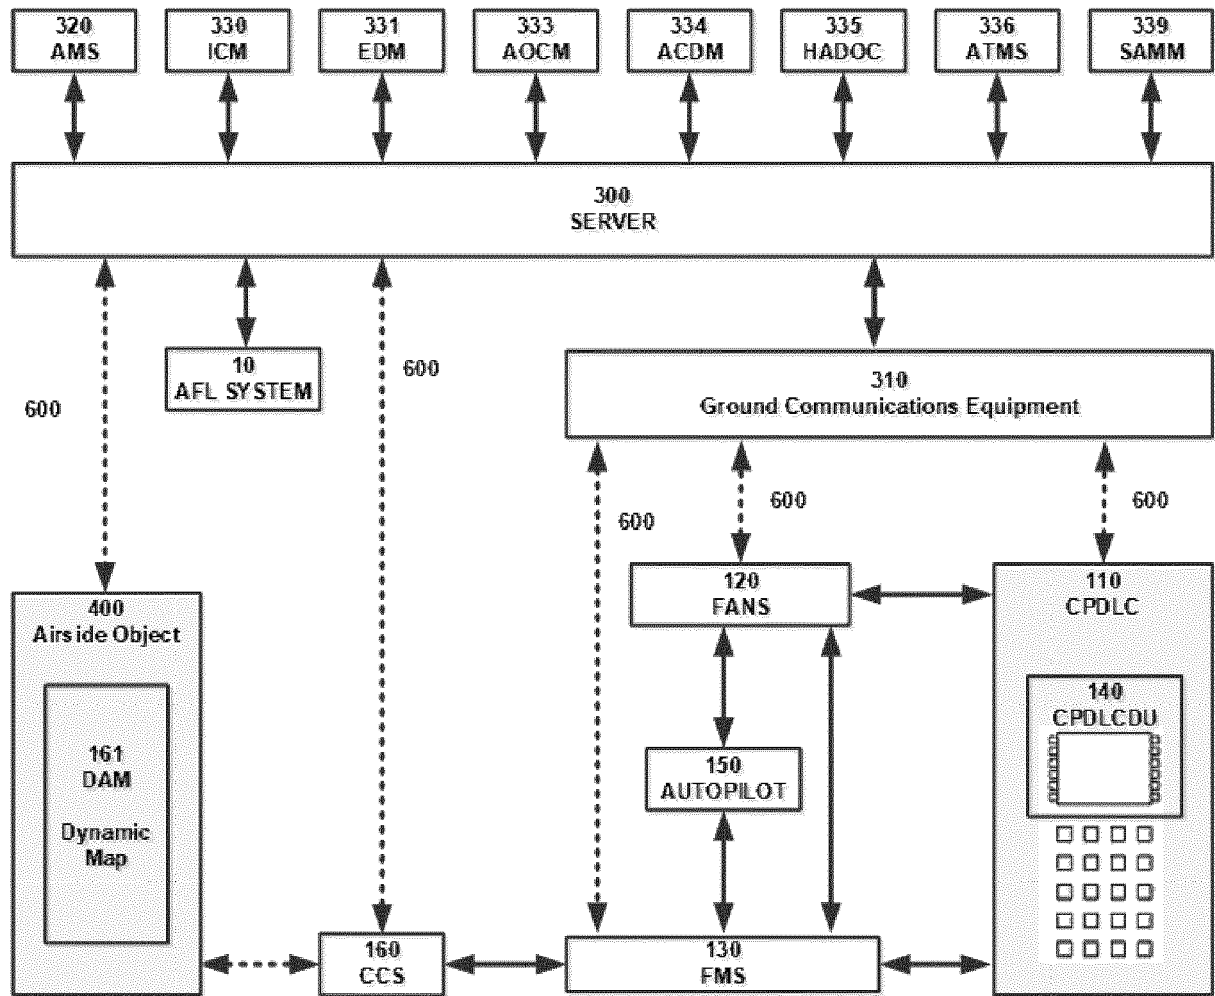 320
AMS
330
ICM
331
EDM
333
AOCM
334
ACDM
335
HADOC
336
ATMS
339
SAMM
300
SERVER
10
AFL SYSTEM
600
600
310
Ground Communications Equipment
600
600
600
400
Airside Object
161
DAM
Dynamic
Map
120
FANS
110
CPDLC
140
CPDLCDU
150
AUTOPILOT
160
CCS
130
FMS